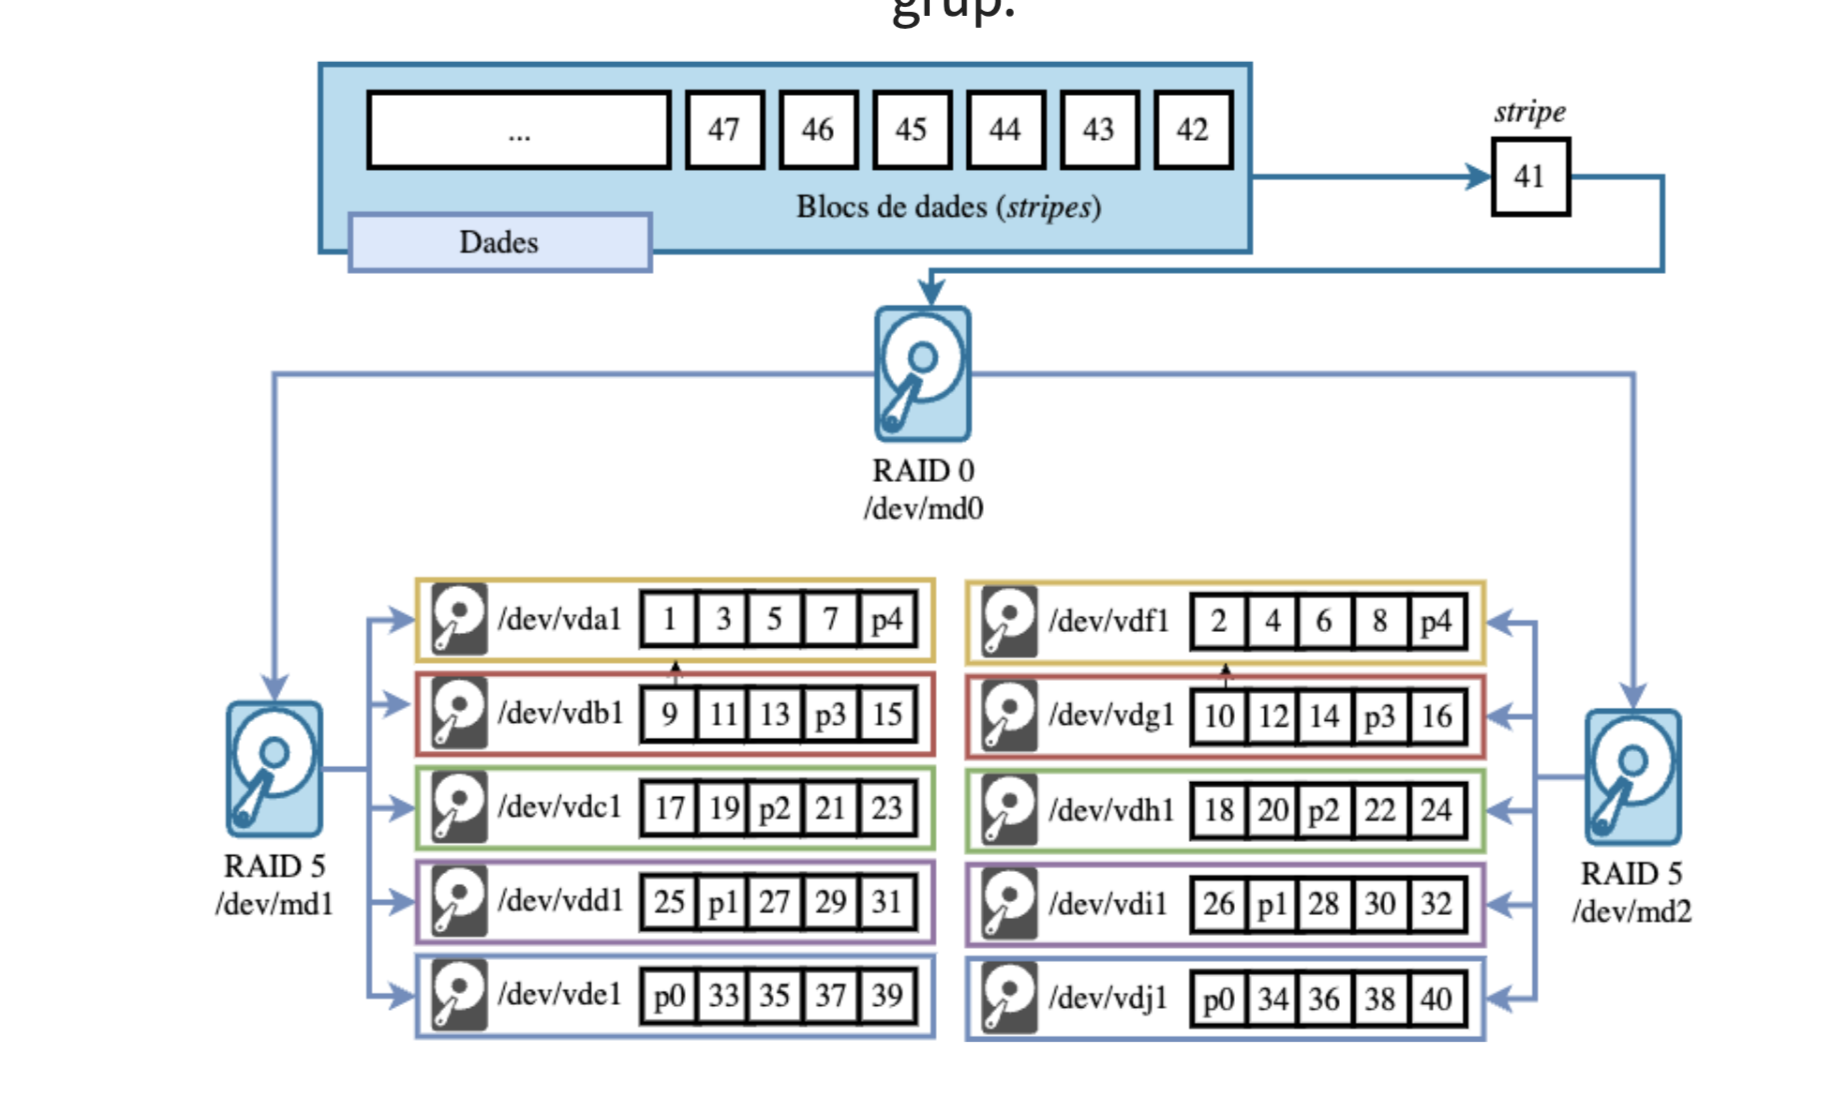 grup.
... 47 46 45 44 43 42
stripe
41
Blocs de dades (stripes)
Dades
RAID 0
/dev/md0
/dev/vda1 1 3 5 7 p4
/dev/vdb1 9 11 13 p3 15
/dev/vdc1 17 19 p2 21 23
/dev/vdd1 25 p1 27 29 31
/dev/vde1 p0 33 35 37 39
RAID 5
/dev/md1
/dev/vdf1 2 4 6 8 p4
/dev/vdg1 10 12 14 p3 16
/dev/vdh1 18 20 p2 22 24
/dev/vdi1 26 p1 28 30 32
/dev/vdj1 p0 34 36 38 40
RAID 5
/dev/md2